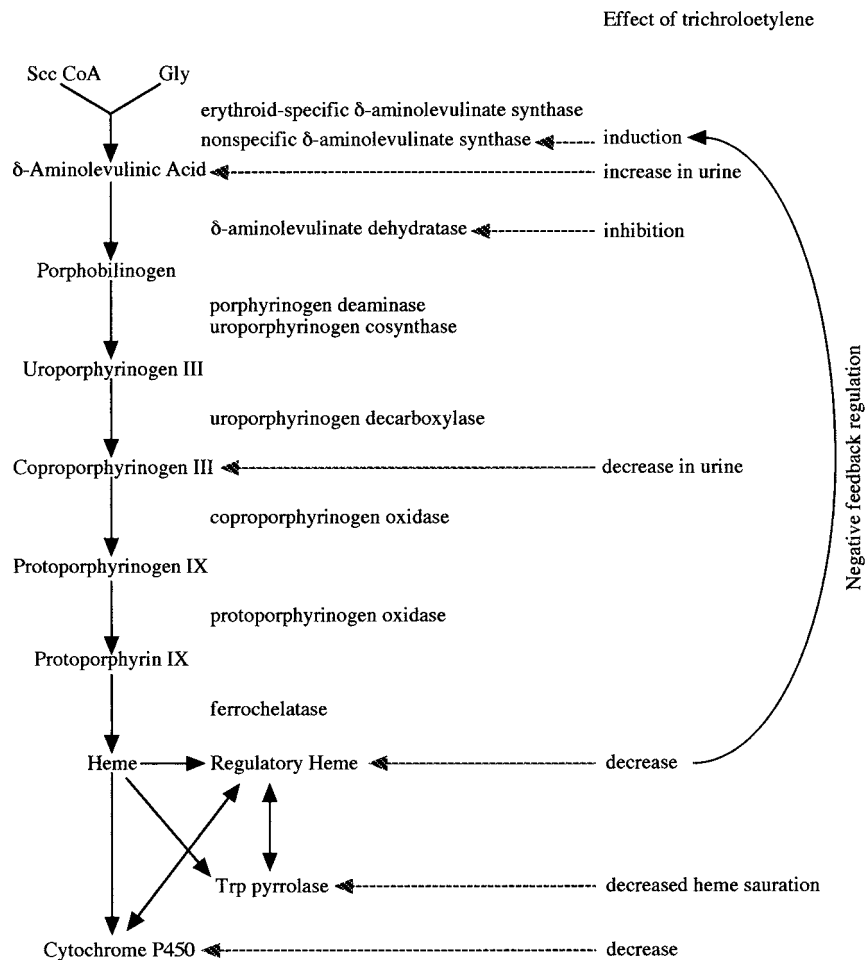 Effect of trichroloetylene
Scc CoA Gly
erythroid-specific δ-aminolevulinate synthase
nonspecific δ-aminolevulinate synthase induction
δ-Aminolevulinic Acid increase in urine
δ-aminolevulinate dehydratase inhibition
Porphobilinogen
porphyrinogen deaminase
uroporphyrinogen cosynthase
Uroporphyrinogen III
uroporphyrinogen decarboxylase
Coproporphyrinogen III decrease in urine
coproporphyrinogen oxidase
Protoporphyrinogen IX
protoporphyrinogen oxidase
Protoporphyrin IX
ferrochelatase
Heme Regulatory Heme decrease
Trp pyrrolase decreased heme sauration
Cytochrome P450 decrease
Negative feedback regulation